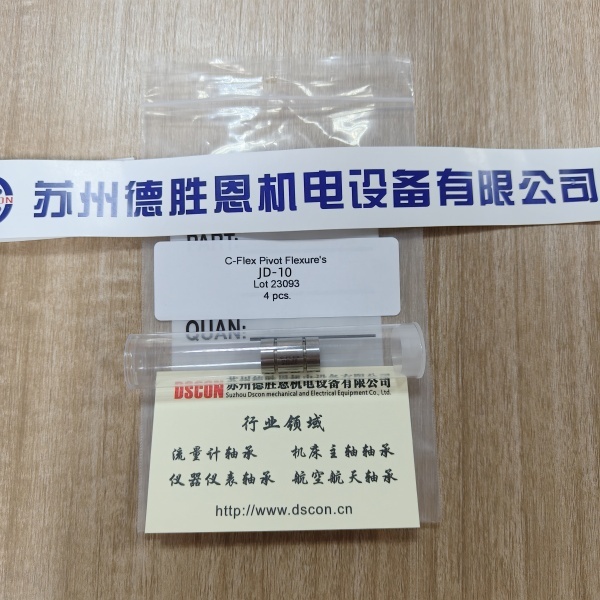 苏州德胜恩机电设备有限公司
PART:
C-Flex Pivot Flexure's
JD-10
Lot 23093
4 pcs.
QUAN:
DSCON 苏州德胜恩机电设备有限公司
Suzhou Dscon mechanical and Electrical Equipment Co., Ltd.
行业领域
流量计轴承 机床主轴轴承
仪器仪表轴承 航空航天轴承
http://www.dscon.cn